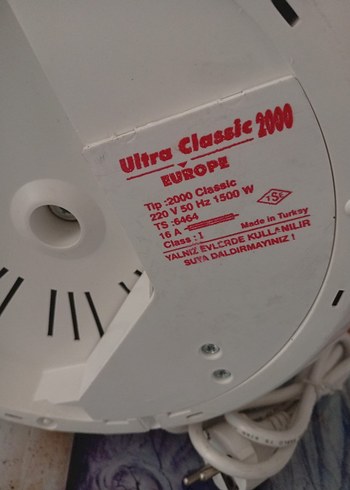 Ultra Classic 2000
EUROPE
Tip :2000 Classic
220 V 50 Hz 1500 W
TS :6464
TSE
16 A
Made in Turkey
Class : I
YALNIZ EVLERDE KULLANILIR
SUYA DALDIRMAYINIZ !